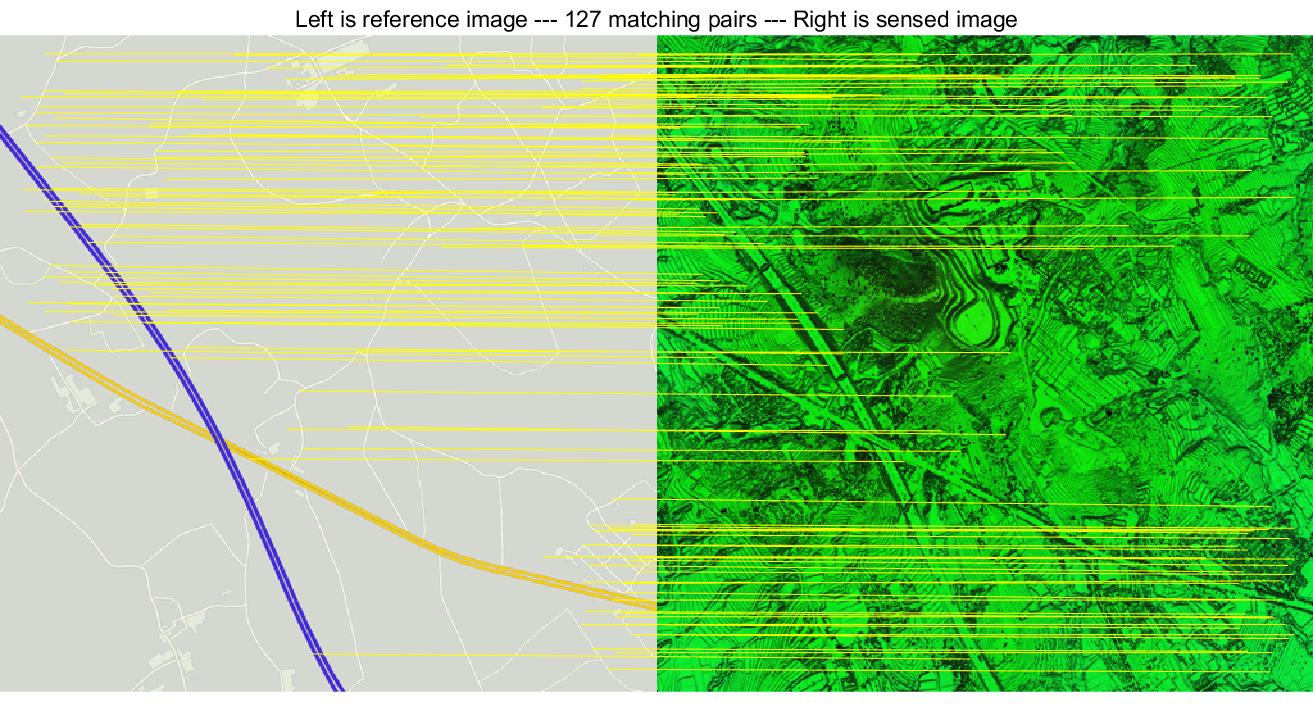 Left is reference image --- 127 matching pairs --- Right is sensed image